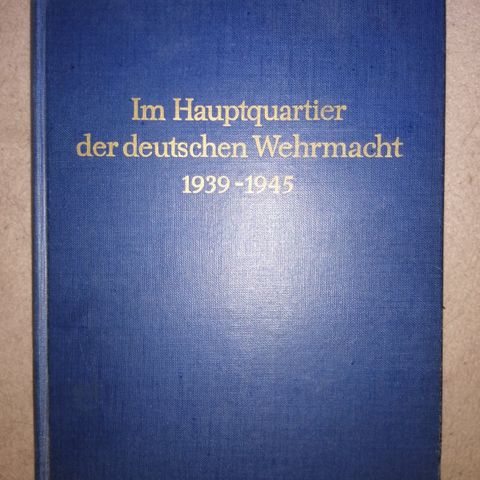 Im Hauptquartier
der deutschen Wehrmacht
1939-1945